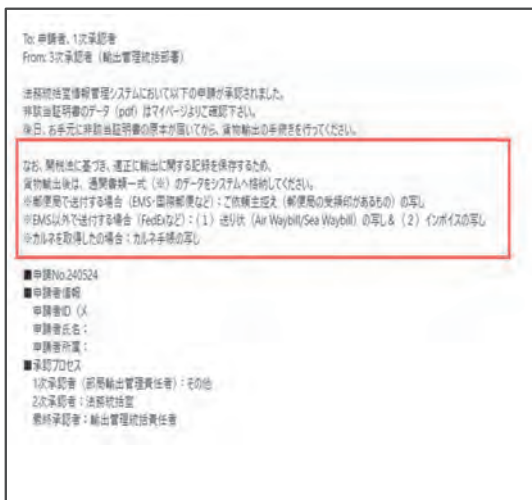 To: 申請者、1次承認者
From: 3次承認者（輸出管理統括部署）
法務統括室情報管理システムにおいて以下の申請が承認されました。
非該当証明書のデータ（pdf）はマイページよりご確認下さい。
後日、お手元に非該当証明書の原本が届いてから、貨物輸出の手続きを行ってください。
なお、関税法に基づき、適正に輸出に関する記録を保存するため、
貨物輸出後は、通関書類一式（※）のデータをシステムへ格納してください。
※郵便局で送付する場合（EMS・国際郵便など）：ご依頼主控え（郵便局の受領印があるもの）の写し
※EMS以外で送付する場合（FedExなど）：（1）送り状（Air Waybill/Sea Waybill）の写し＆（2）インボイスの写し
※カルネを取得したの場合：カルネ手帳の写し
■申請No.240524
■申請者情報
申請者ID（メ
申請者氏名：
申請者所属：
■承認プロセス
1次承認者（部局輸出管理責任者）：その他
2次承認者：法務統括室
最終承認者：輸出管理統括責任者